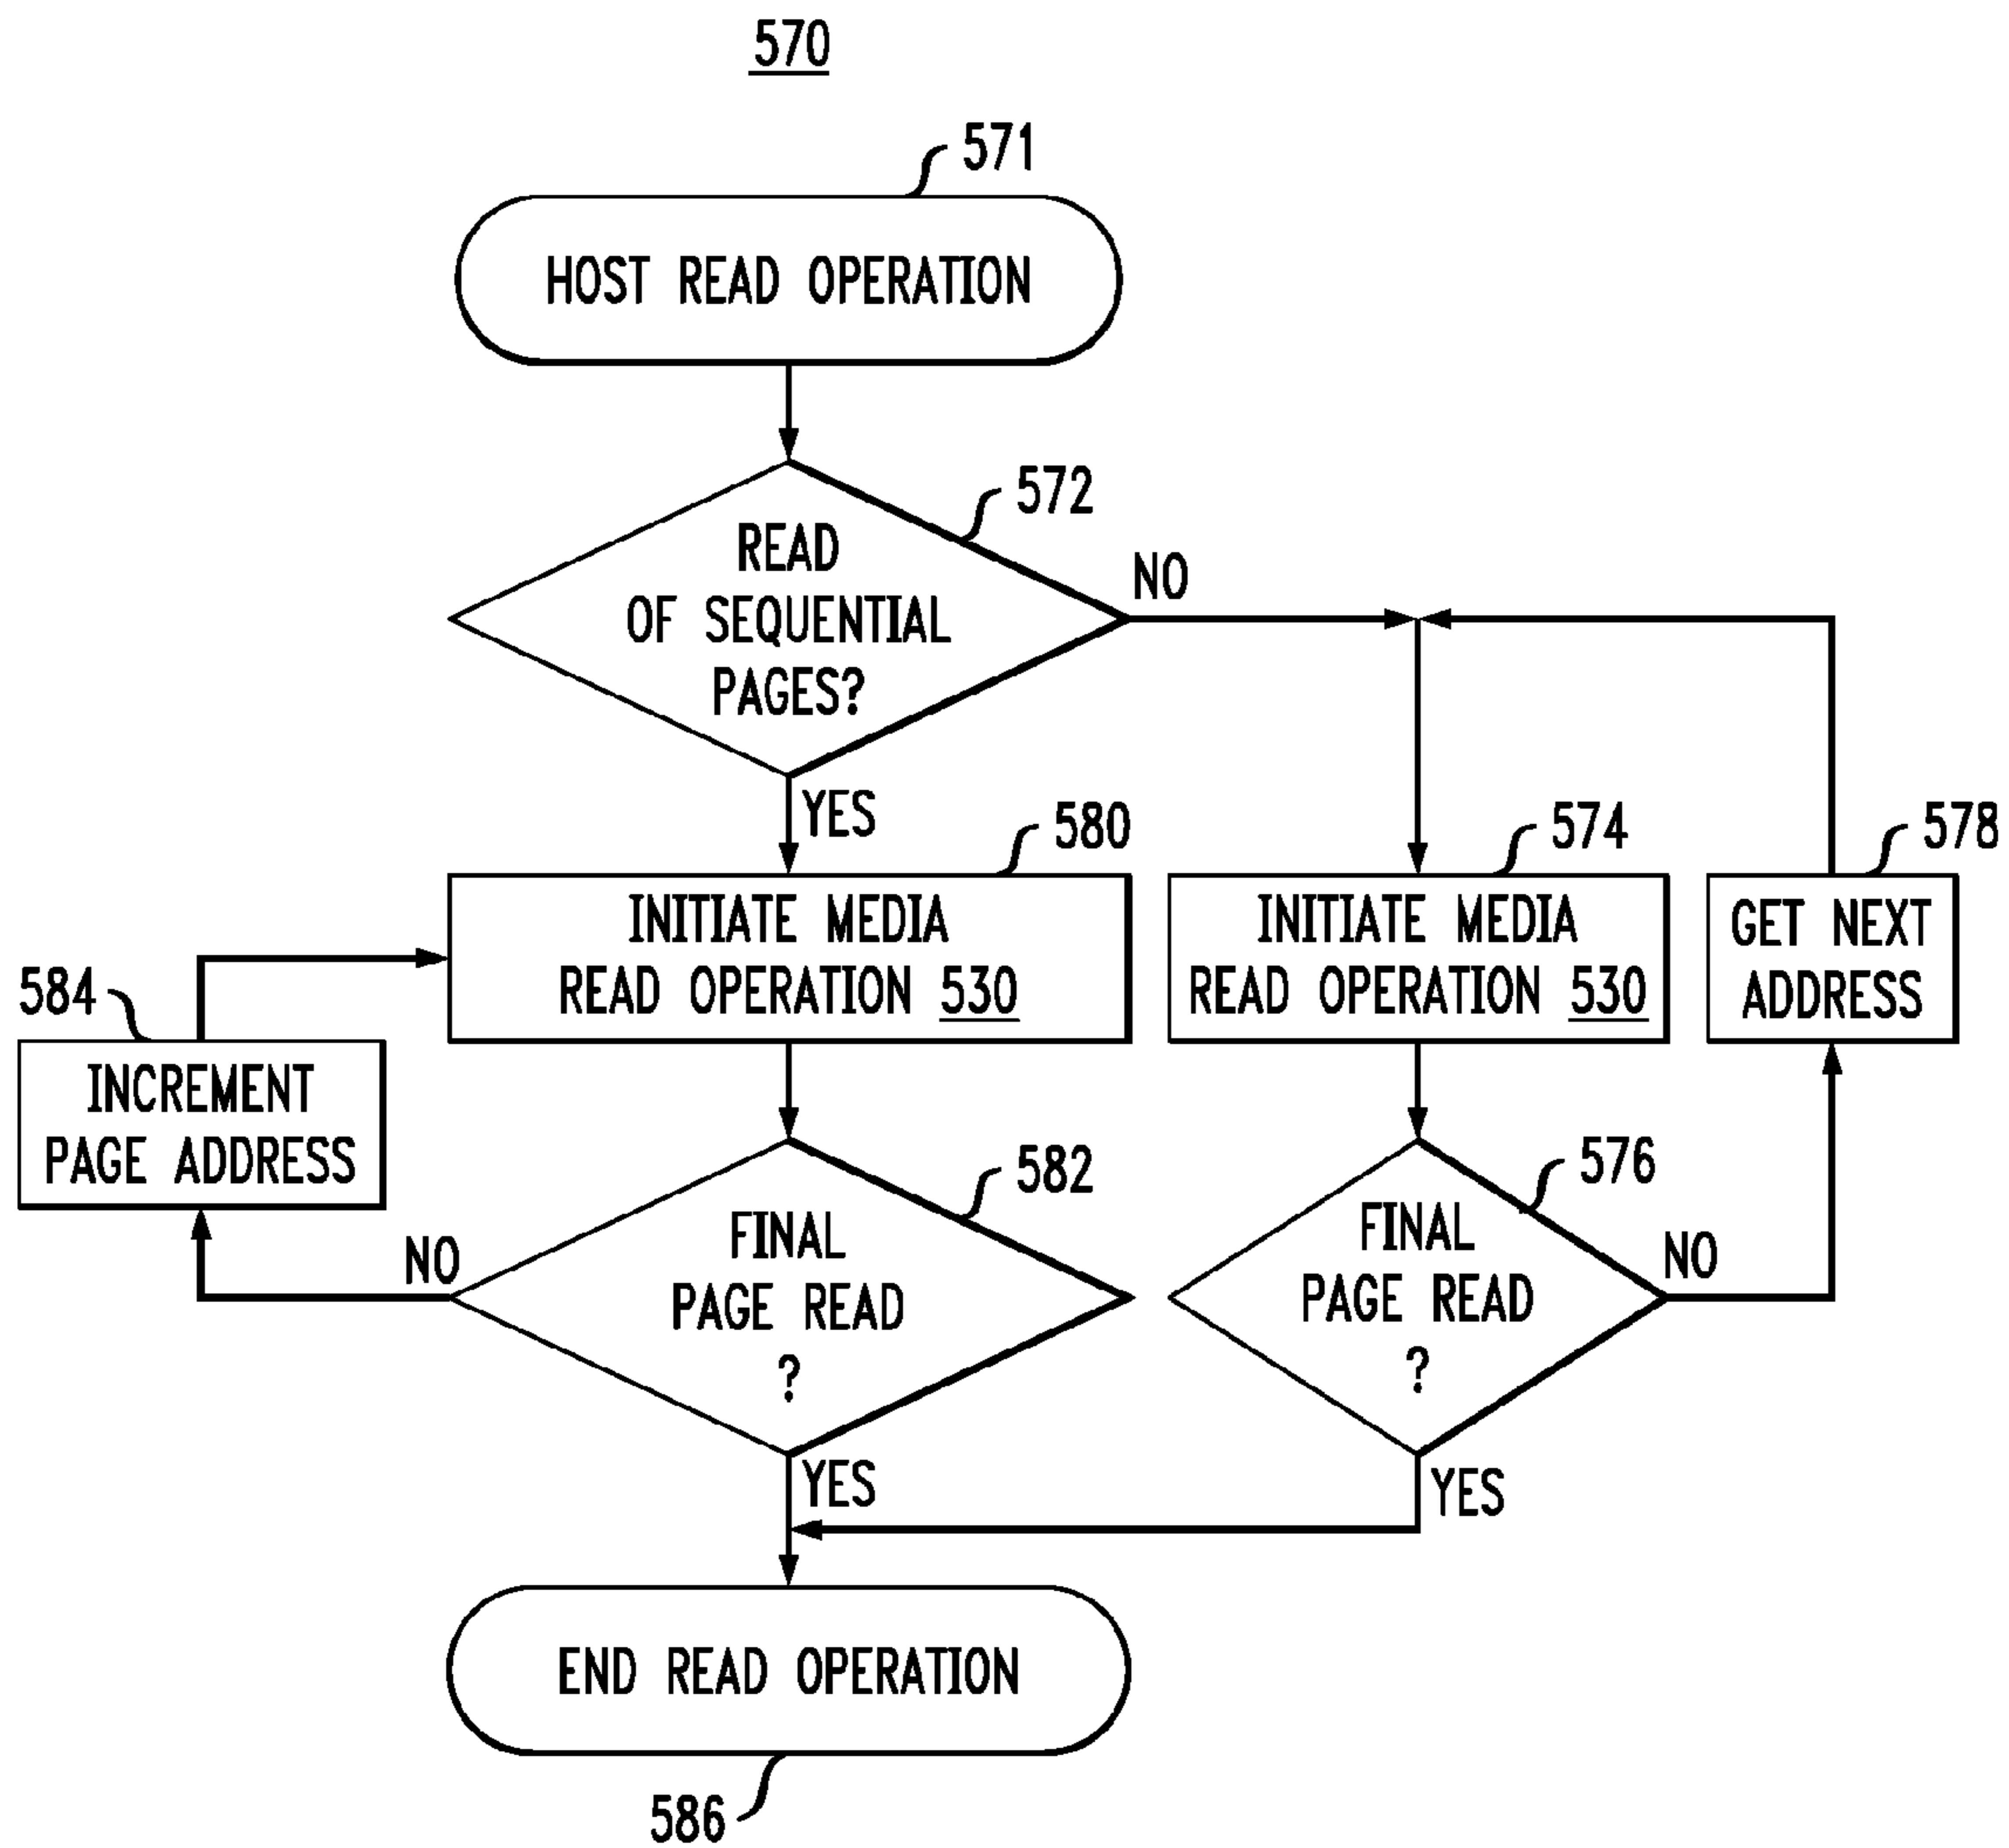 570
571
HOST READ OPERATION
572
READ
OF SEQUENTIAL
PAGES?
NO
YES
580
574
578
INITIATE MEDIA
READ OPERATION 530
INITIATE MEDIA
READ OPERATION 530
GET NEXT
ADDRESS
584
INCREMENT
PAGE ADDRESS
582
576
FINAL
PAGE READ
?
NO
FINAL
PAGE READ
?
NO
YES
YES
END READ OPERATION
586